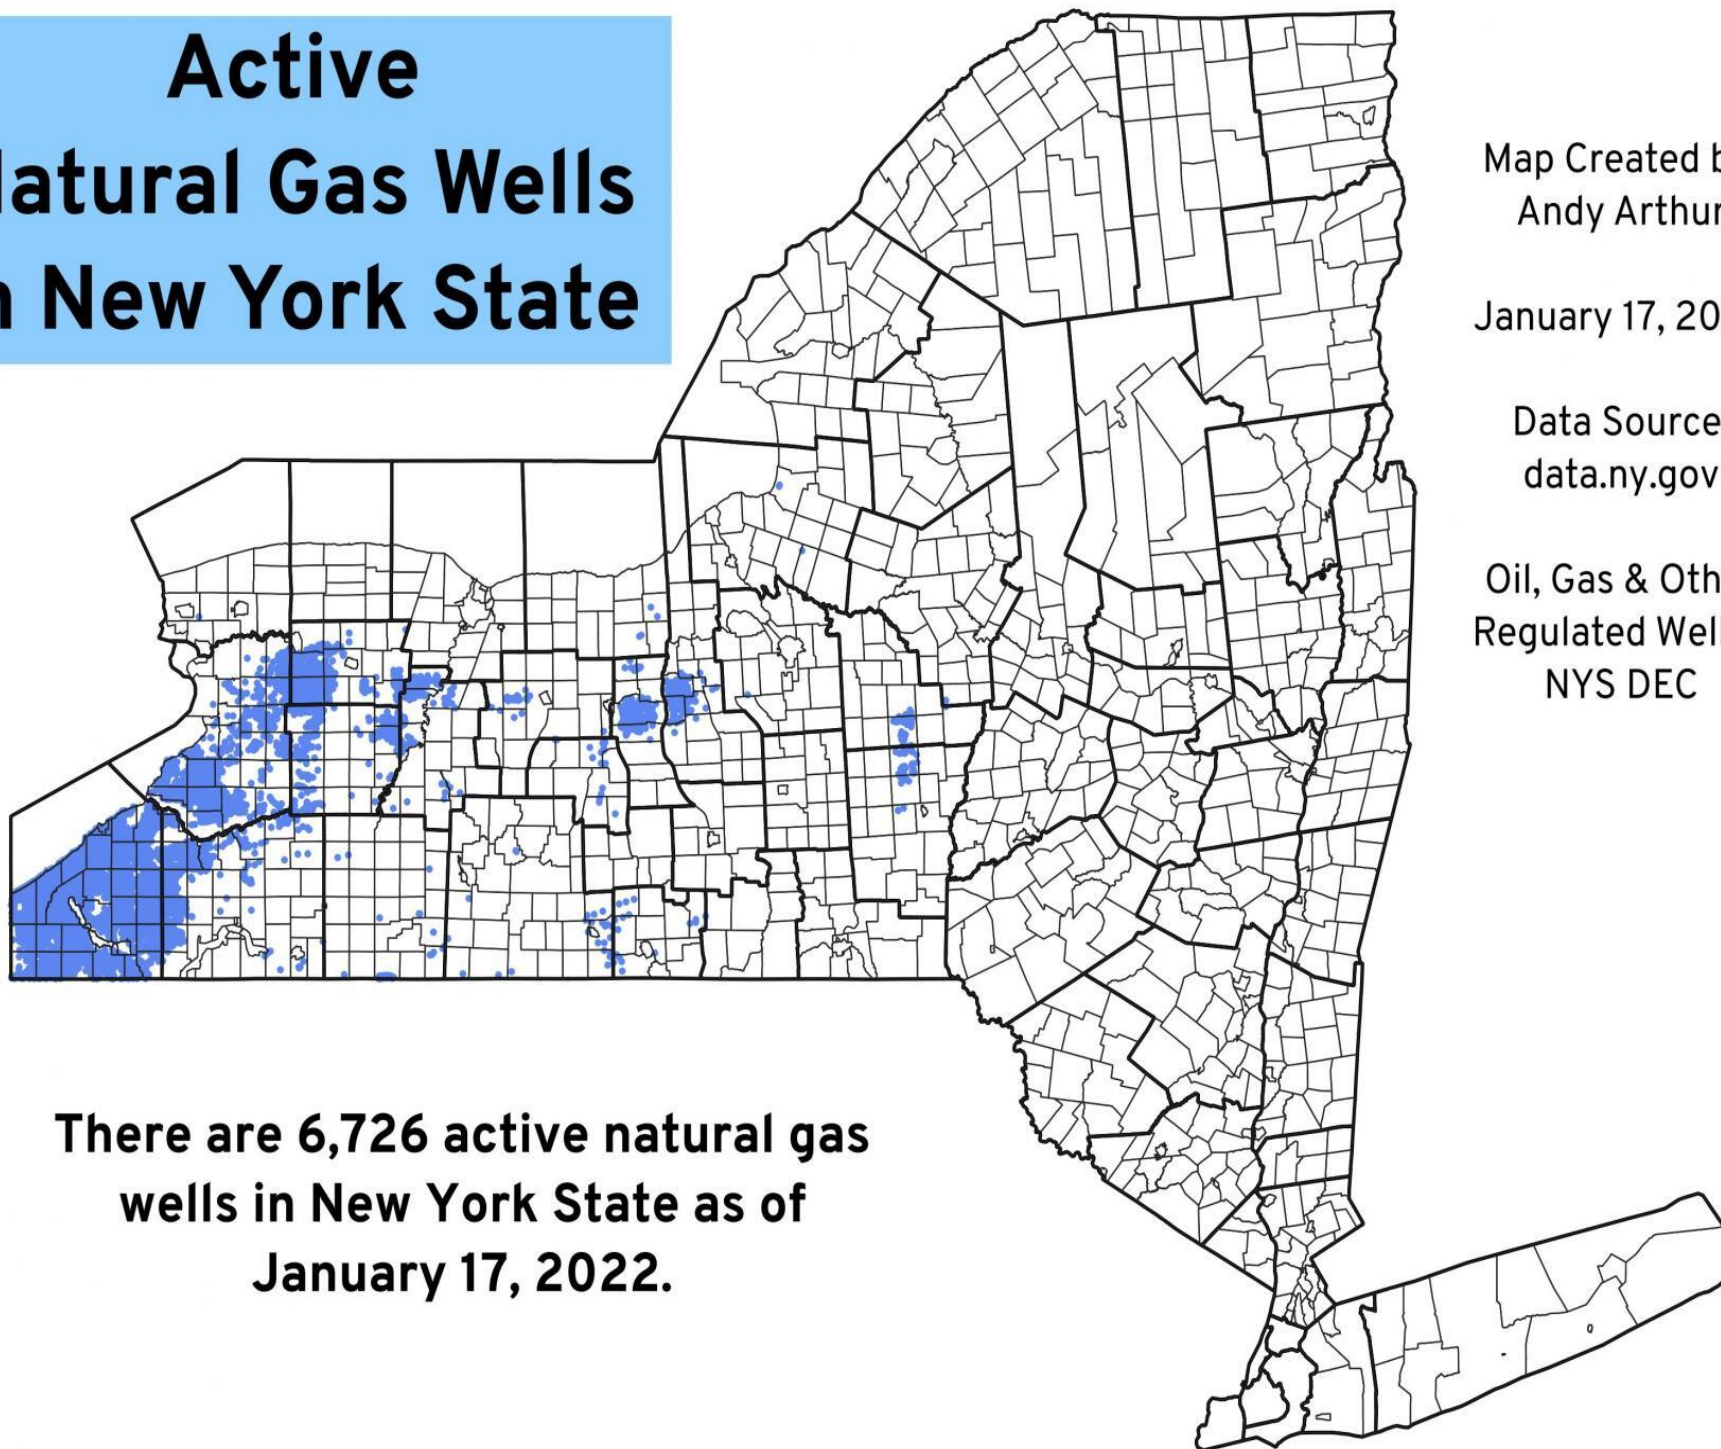 Active
atural Gas Wells
New York State
Map Created
Andy Arthur
January 17, 20
Data Source
data.ny.gov
Oil, Gas & Oth
Regulated Wel
NYS DEC
There are 6,726 active natural gas
wells in New York State as of
January 17, 2022.